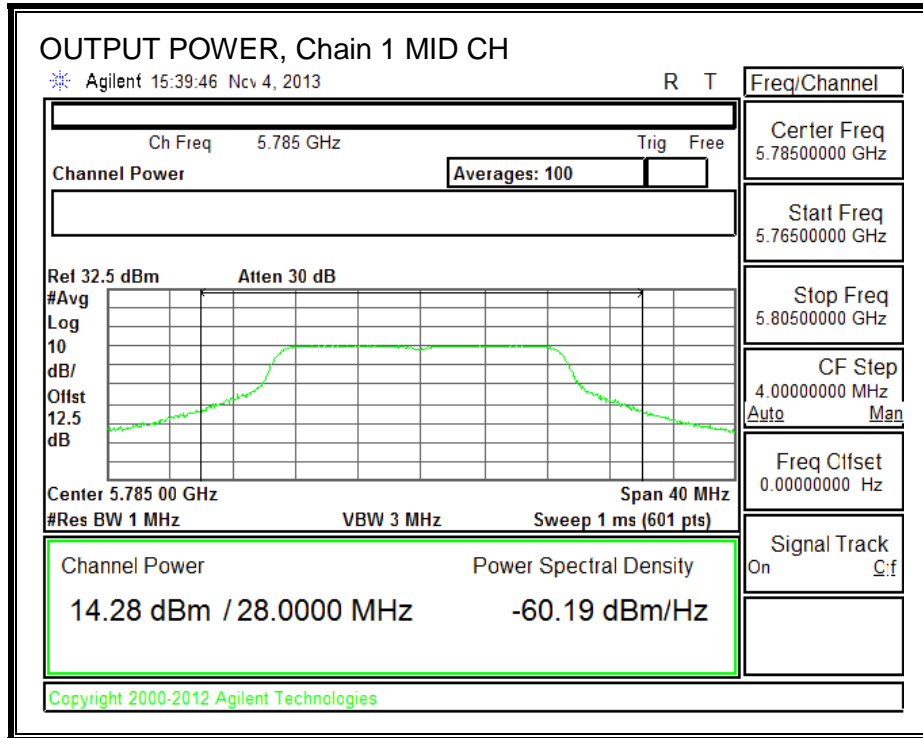 OUTPUT POWER, Chain 1 MID CH
Agilent 15:39:46 Nov 4, 2013 R T
Freq/Channel
Ch Freq 5.785 GHz Trig Free
Channel Power Averages: 100
Center Freq
5.78500000 GHz
Start Freq
5.76500000 GHz
Stop Freq
5.80500000 GHz
CF Step
4.00000000 MHz
Auto Man
Freq Offset
0.00000000 Hz
Signal Track
On Off
Ref 32.5 dBm Atten 30 dB
#Avg
Log
10
dB/
Offst
12.5
dB
Center 5.785 00 GHz Span 40 MHz
#Res BW 1 MHz VBW 3 MHz Sweep 1 ms (601 pts)
Channel Power Power Spectral Density
14.28 dBm / 28.0000 MHz -60.19 dBm/Hz
Copyright 2000-2012 Agilent Technologies